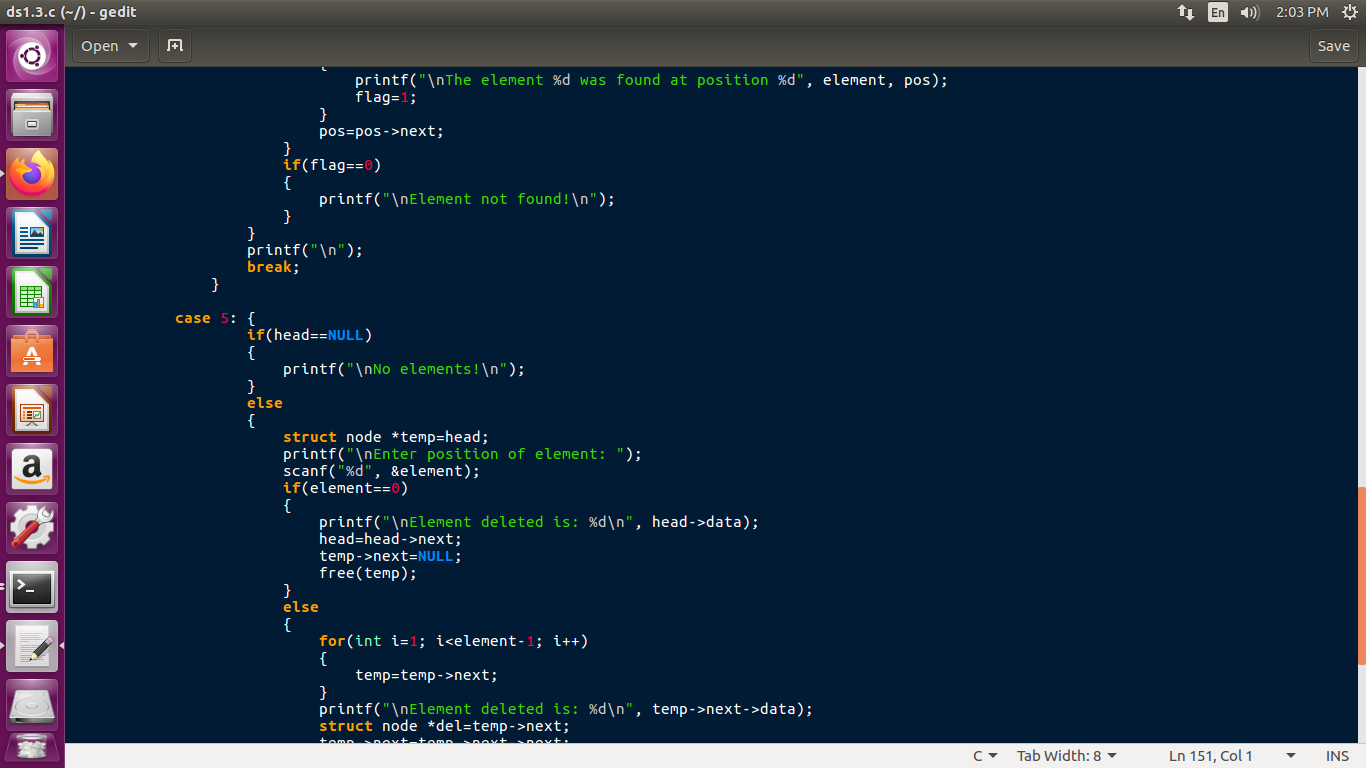 ds1.3.c (~/) - gedit
En
2:03 PM
Open
Save
{
printf("\nThe element %d was found at position %d", element, pos);
flag=1;
}
pos=pos->next;
}
if(flag==0)
{
printf("\nElement not found!\n");
}
}
printf("\n");
break;
}
case 5: {
if(head==NULL)
{
printf("\nNo elements!\n");
}
else
{
struct node *temp=head;
printf("\nEnter position of element: ");
scanf("%d", &element);
if(element==0)
{
printf("\nElement deleted is: %d\n", head->data);
head=head->next;
temp->next=NULL;
free(temp);
}
else
{
for(int i=1; i<element-1; i++)
{
temp=temp->next;
}
printf("\nElement deleted is: %d\n", temp->next->data);
struct node *del=temp->next;
temp->next=temp->next->next;
C
Tab Width: 8
Ln 151, Col 1
INS